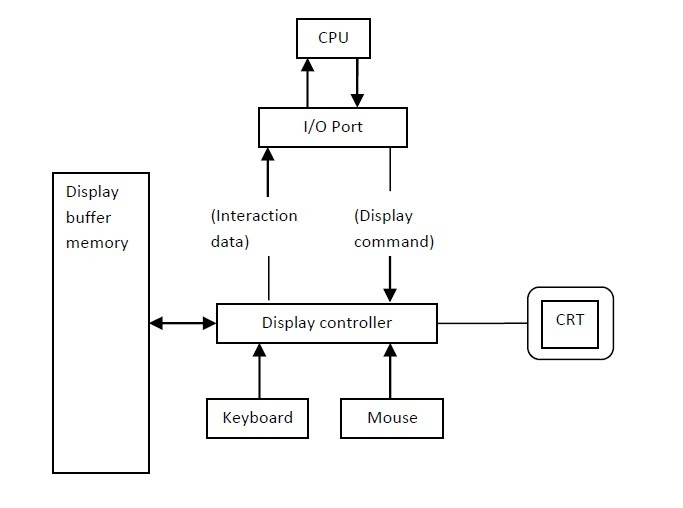 CPU
I/O Port
Display
buffer
memory
(Interaction
data)
(Display
command)
Display controller
CRT
Keyboard
Mouse